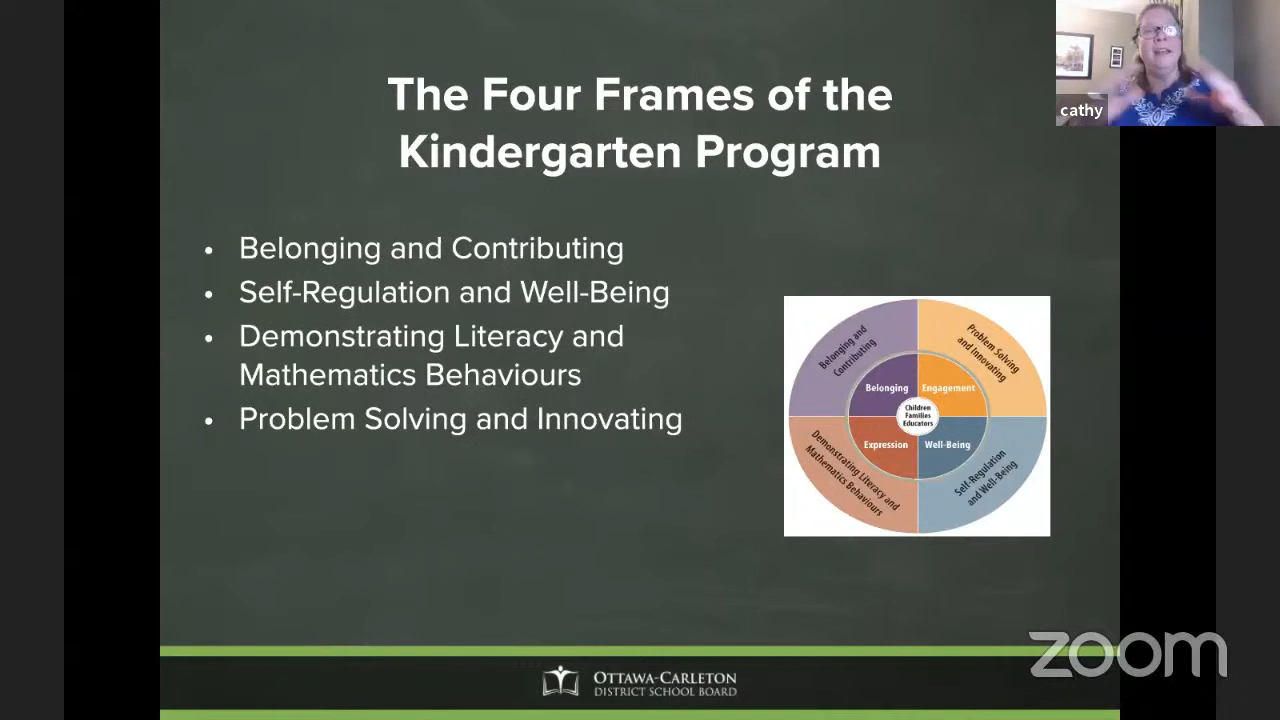 The Four Frames of the
Kindergarten Program
cathy
• Belonging and Contributing
• Self-Regulation and Well-Being
• Demonstrating Literacy and
Mathematics Behaviours
• Problem Solving and Innovating
Belonging and
Contributing
Problem Solving
and Innovating
Belonging
Engagement
Children
Families
Educators
Expression
Well-Being
Demonstrating Literacy and
Mathematics Behaviours
Self-Regulation
and Well-Being
zoom
OTTAWA-CARLETON
DISTRICT SCHOOL BOARD